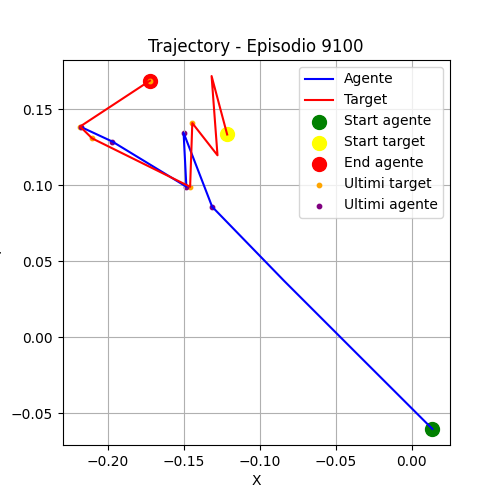 Trajectory - Episodio 9100
Agente
Target
Start agente
Start target
End agente
Ultimi target
Ultimi agente
0.15
0.10
0.05
0.00
−0.05
−0.20
−0.15
−0.10
−0.05
0.00
X